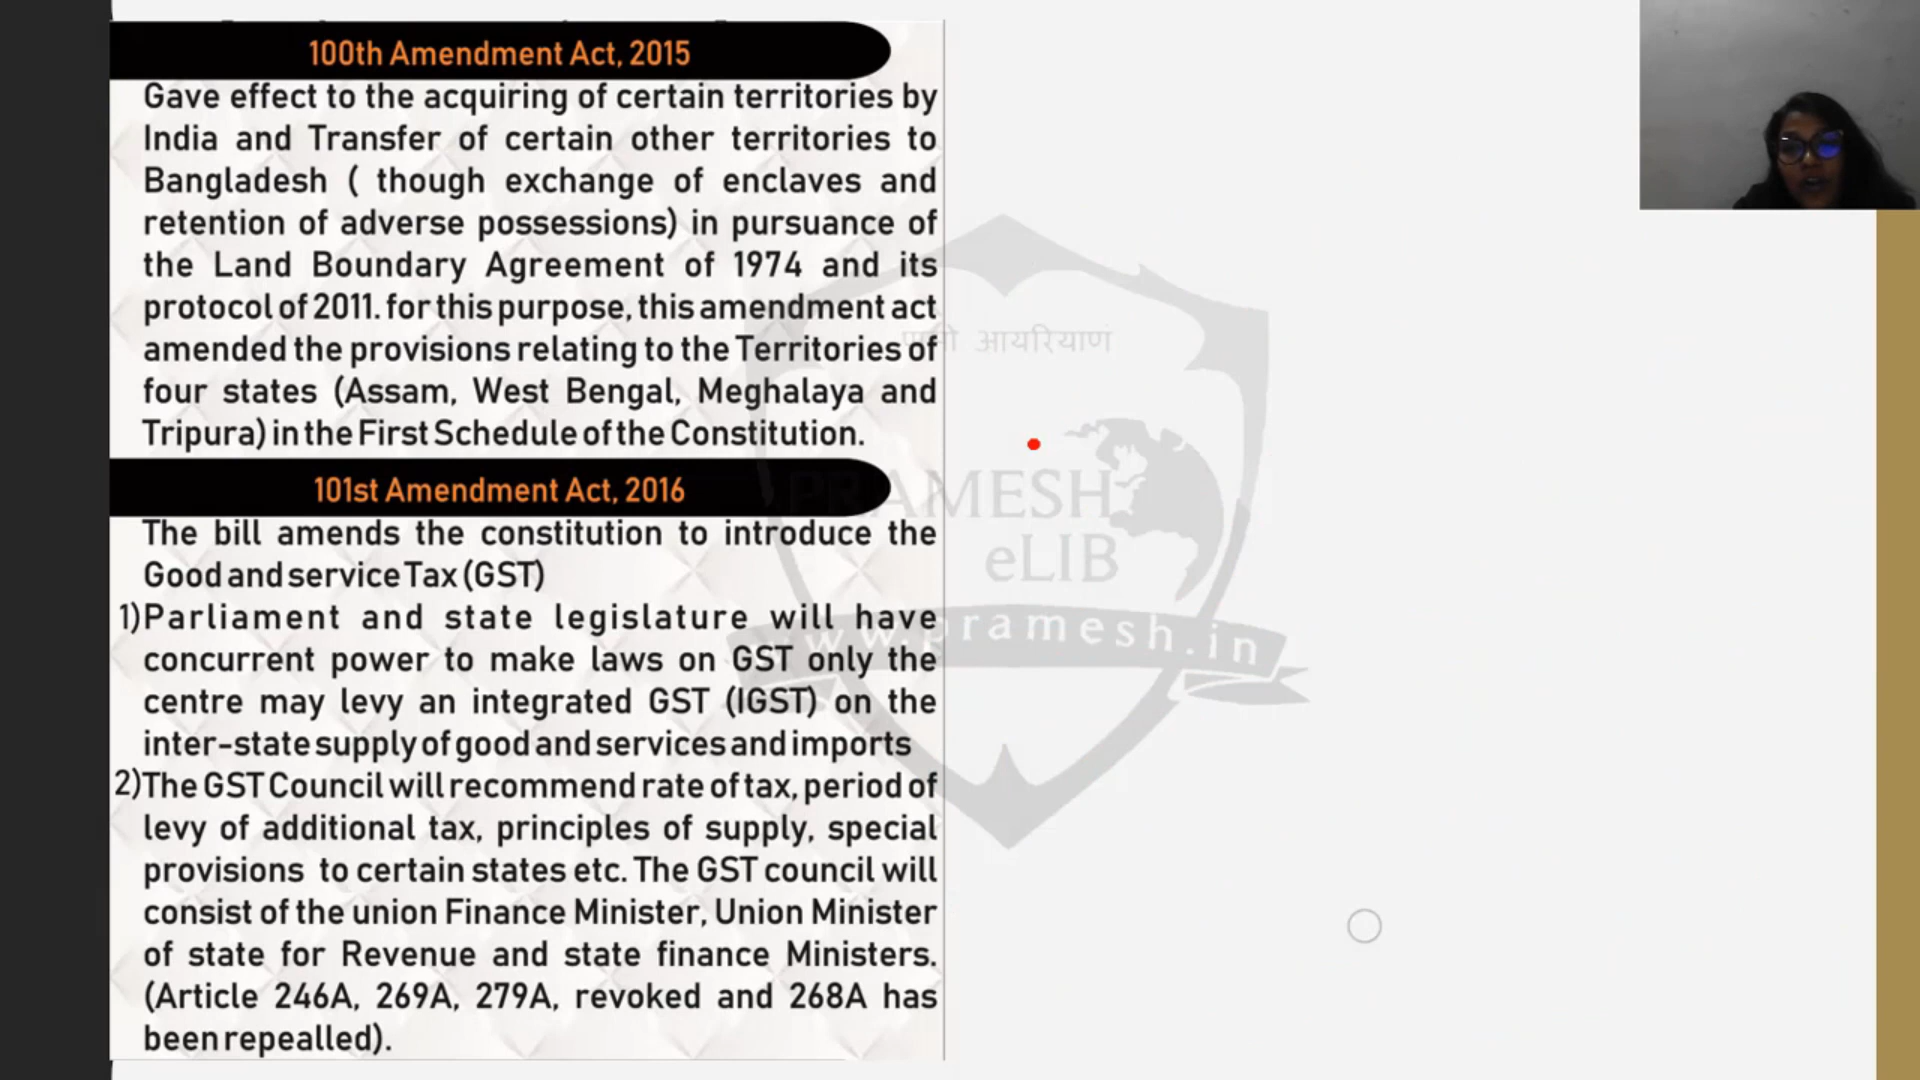 100th Amendment Act, 2015
Gave effect to the acquiring of certain territories by
India and Transfer of certain other territories to
Bangladesh ( though exchange of enclaves and
retention of adverse possessions) in pursuance of
the Land Boundary Agreement of 1974 and its
protocol of 2011. for this purpose, this amendment act
amended the provisions relating to the Territories of
four states (Assam, West Bengal, Meghalaya and
Tripura) in the First Schedule of the Constitution.
101st Amendment Act, 2016
The bill amends the constitution to introduce the
Good and service Tax (GST)
1)Parliament and state legislature will have
concurrent power to make laws on GST only the
centre may levy an integrated GST (IGST) on the
inter-state supply of good and services and imports
2)The GST Council will recommend rate of tax, period of
levy of additional tax, principles of supply, special
provisions to certain states etc. The GST council will
consist of the union Finance Minister, Union Minister
of state for Revenue and state finance Ministers.
(Article 246A, 269A, 279A, revoked and 268A has
been repealled).
आयरियाणं
PRAMESH
eLIB
www.pramesh.in